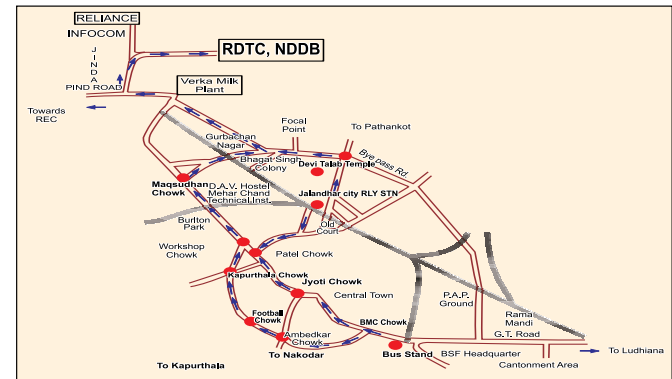 RELIANCE
INFOCOM
JINDA
PIND ROAD
RDTC, NDDB
Verka Milk
Plant
Towards
REC
Focal
Point
To Pathankot
Gurbachan
Nagar
Bye pass Rd
Bhagat Singh
Colony
Devi Talab Temple
Maqsudhan
Chowk
D.A.V. Hostel
Mehar Chand
Technical.Inst.
Jalandhar city RLY STN
Burlton
Park
Old
Court
Workshop
Chowk
Patel Chowk
Kapurthala Chowk
Jyoti Chowk
Central Town
P.A.P.
Ground
Rama
Mandi
Football
Chowk
BMC Chowk
G.T. Road
Ambedkar
Chowk
To Nakodar
Bus Stand
BSF Headquarter
To Ludhiana
Cantonment Area
To Kapurthala